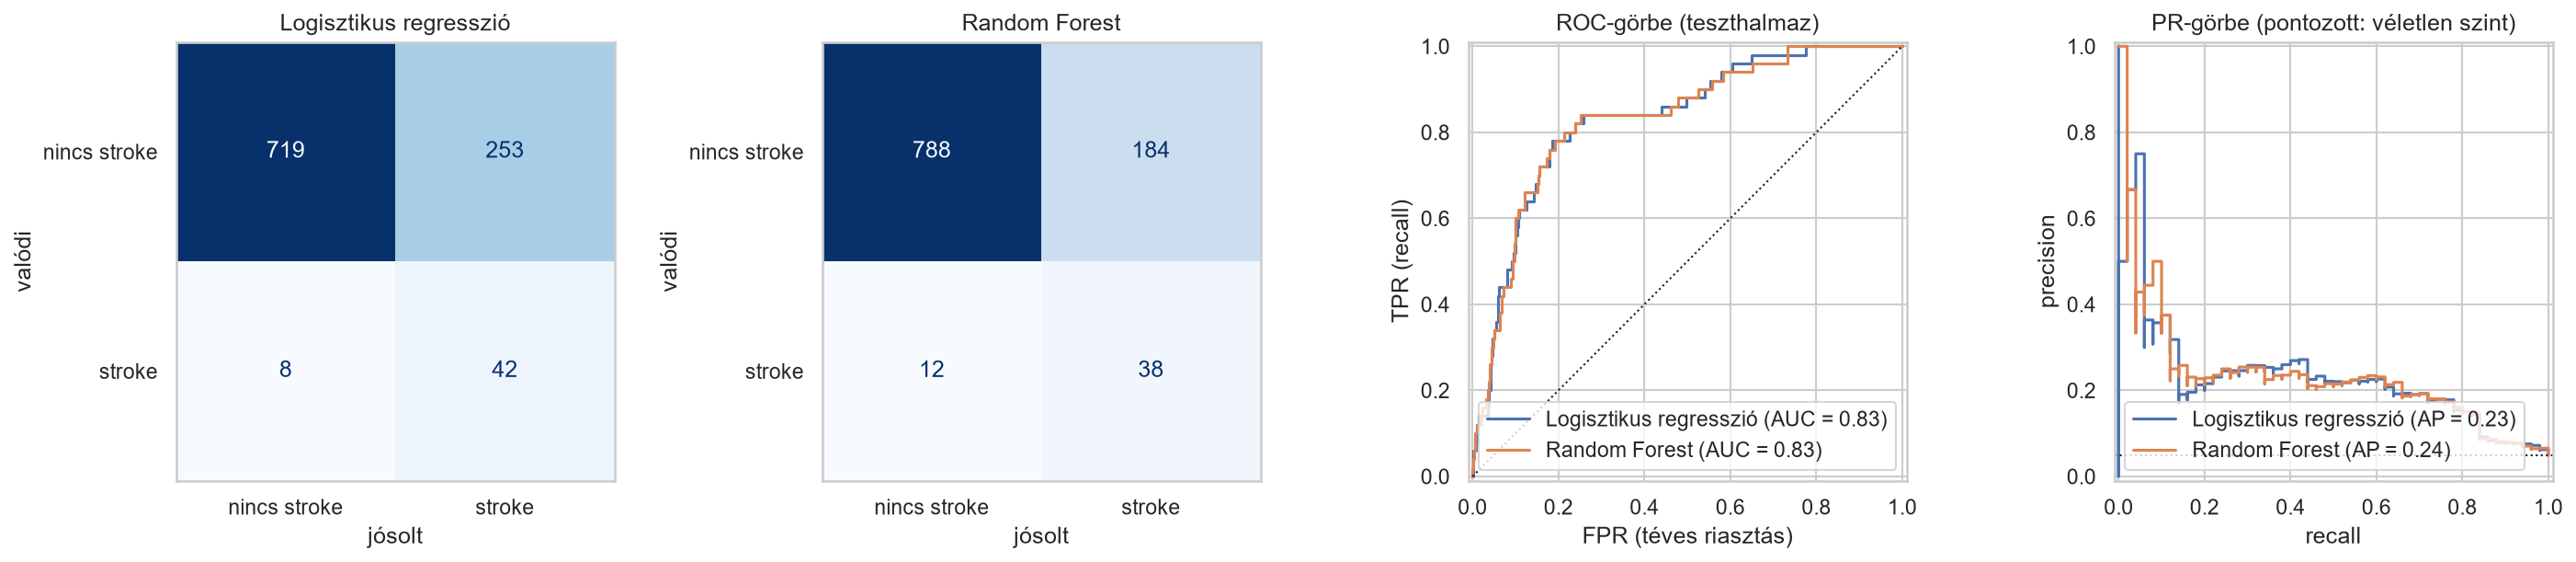 Logisztikus regresszió
nincs stroke
stroke
valódi
719
253
8
42
nincs stroke
stroke
jósolt
Random Forest
nincs stroke
stroke
valódi
788
184
12
38
nincs stroke
stroke
jósolt
ROC-görbe (teszthalmaz)
1.0
0.8
0.6
0.4
0.2
0.0
TPR (recall)
Logisztikus regresszió (AUC = 0.83)
Random Forest (AUC = 0.83)
0.0
0.2
0.4
0.6
0.8
1.0
FPR (téves riasztás)
PR-görbe (pontozott: véletlen szint)
1.0
0.8
0.6
0.4
0.2
0.0
precision
Logisztikus regresszió (AP = 0.23)
Random Forest (AP = 0.24)
0.0
0.2
0.4
0.6
0.8
1.0
recall